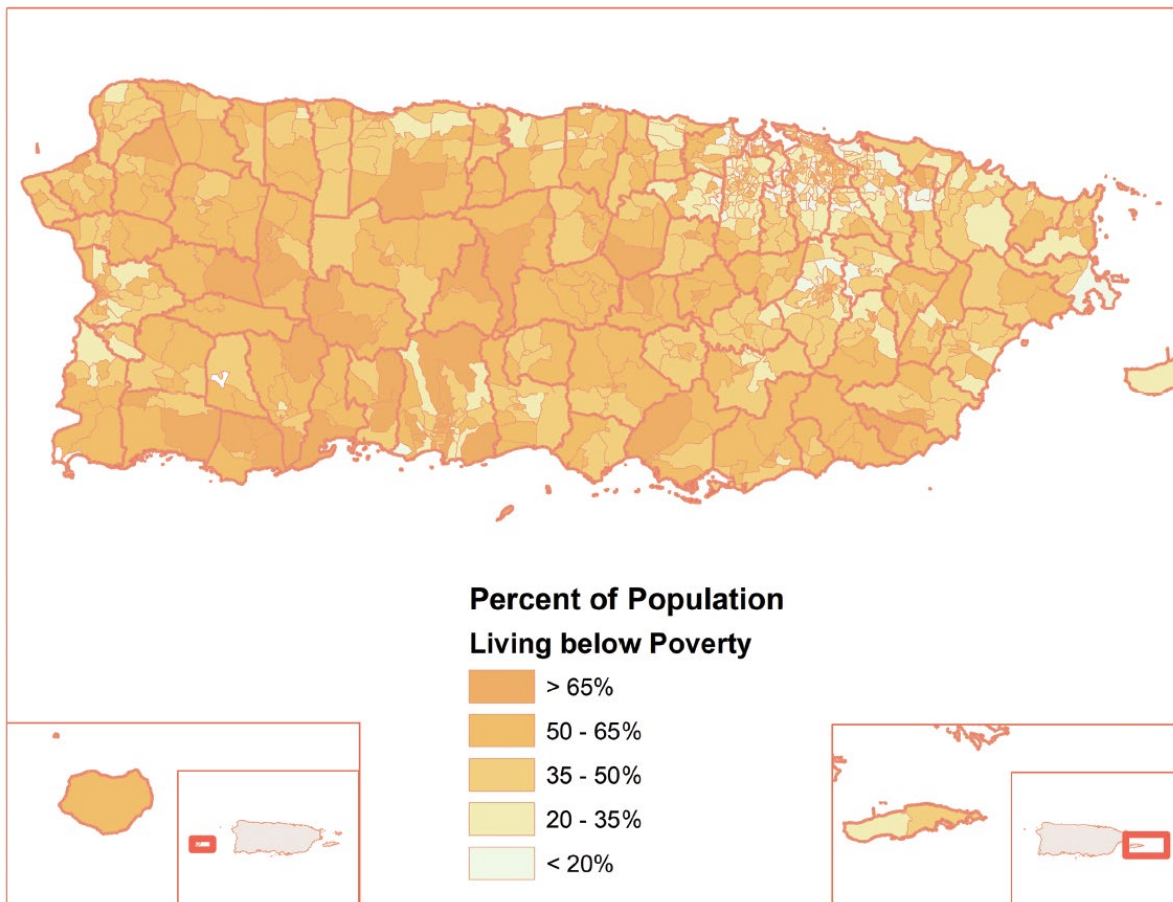 Percent of Population
Living below Poverty
> 65%
50 - 65%
35 - 50%
20 - 35%
< 20%